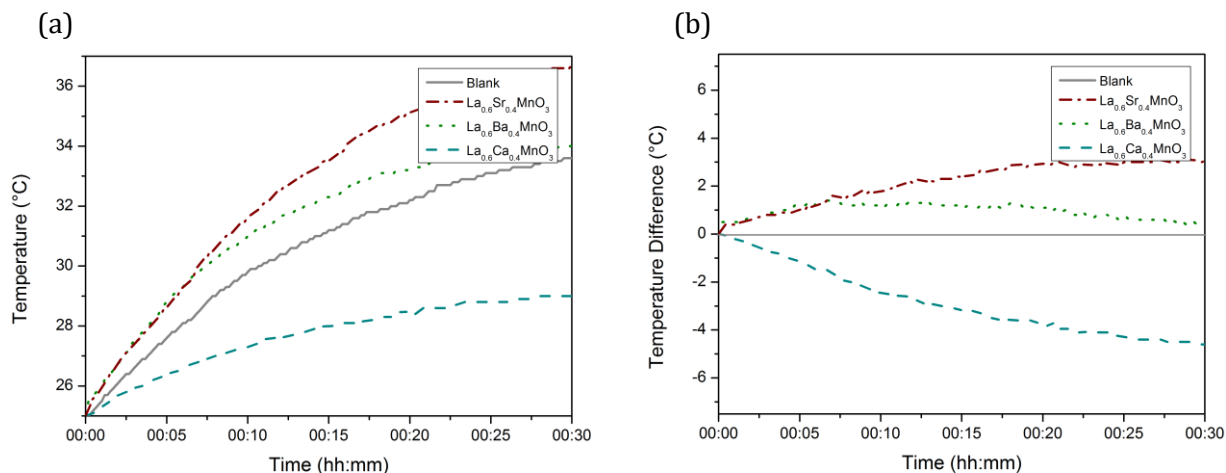 (a)
Temperature (°C)
36
34
32
30
28
26
Blank
La0.6Sr0.4MnO3
La0.6Ba0.4MnO3
La0.6Ca0.4MnO3
00:00 00:05 00:10 00:15 00:20 00:25 00:30
Time (hh:mm)
(b)
Temperature Difference (°C)
6
4
2
0
-2
-4
-6
Blank
La0.6Sr0.4MnO3
La0.6Ba0.4MnO3
La0.6Ca0.4MnO3
00:00 00:05 00:10 00:15 00:20 00:25 00:30
Time (hh:mm)